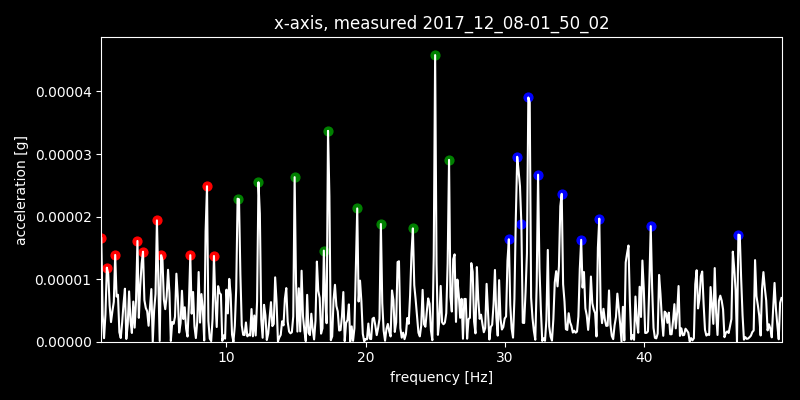 x-axis, measured 2017_12_08-01_50_02
0.00004
0.00003
0.00002
0.00001
0.00000
acceleration [g]
10 20 30 40
frequency [Hz]